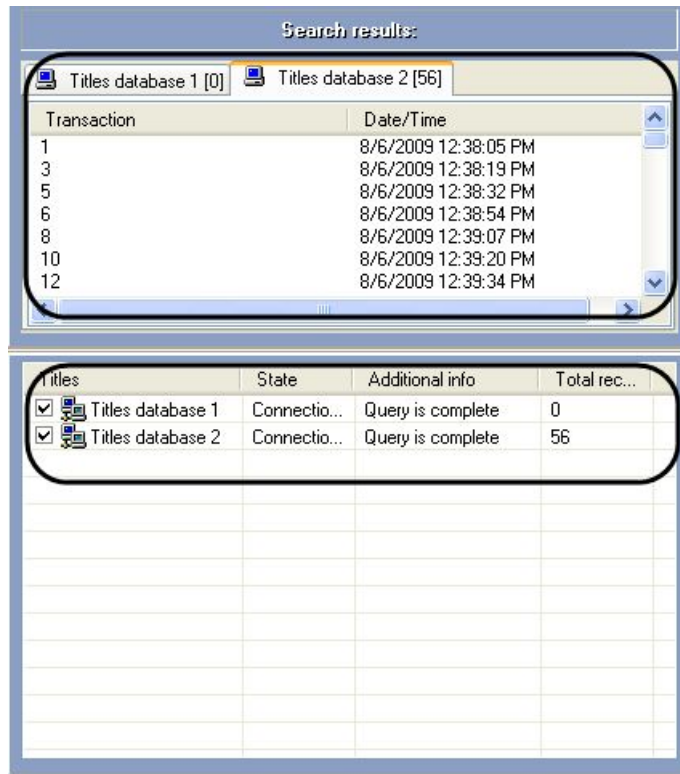 Search results:
Titles database 1 [0] Titles database 2 [56]
Transaction Date/Time
1 8/6/2009 12:38:05 PM
3 8/6/2009 12:38:19 PM
5 8/6/2009 12:38:32 PM
6 8/6/2009 12:38:54 PM
8 8/6/2009 12:39:07 PM
10 8/6/2009 12:39:20 PM
12 8/6/2009 12:39:34 PM
Titles State Additional info Total rec...
Titles database 1 Connectio... Query is complete 0
Titles database 2 Connectio... Query is complete 56